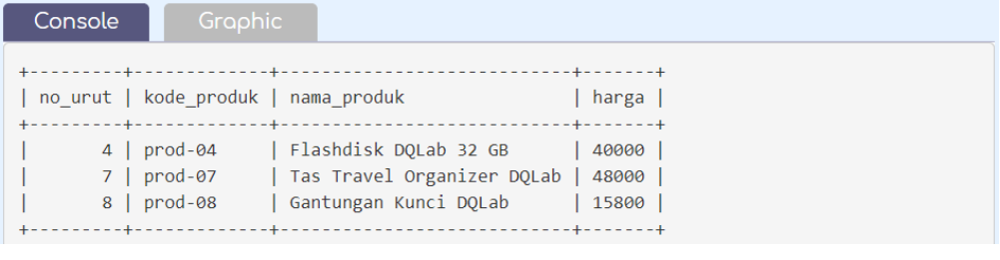 Console Graphic
+---------+-------------+----------------------------+-------+
| no_urut | kode_produk | nama_produk                | harga |
+---------+-------------+----------------------------+-------+
|       4 | prod-04     | Flashdisk DQLab 32 GB      | 40000 |
|       7 | prod-07     | Tas Travel Organizer DQLab | 48000 |
|       8 | prod-08     | Gantungan Kunci DQLab      | 15800 |
+---------+-------------+----------------------------+-------+